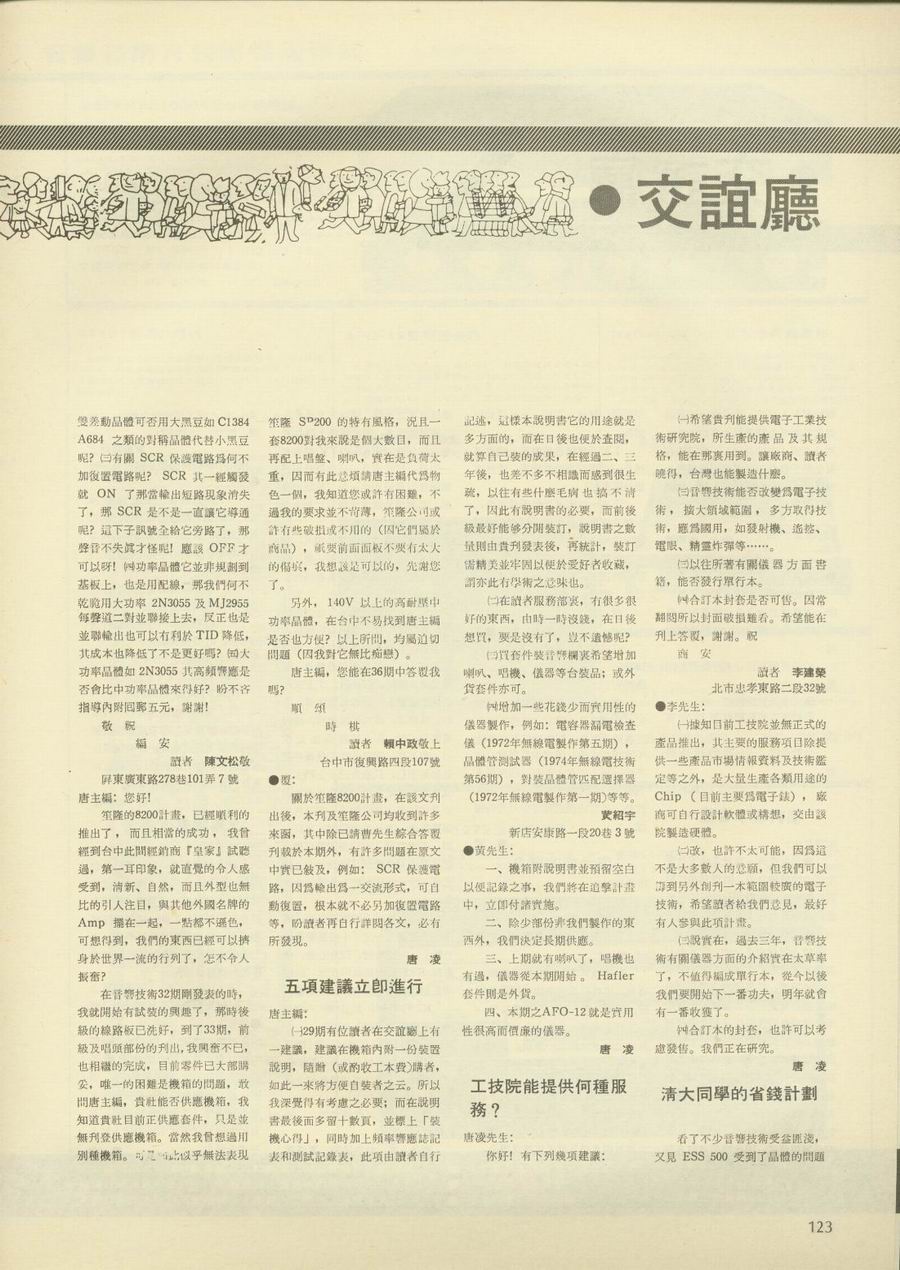 ●交誼廳
雙差動晶體可否用大黑豆如 C1384
A684 之類的對稱晶體代替小黑豆
呢? ㈢有關 SCR 保護電路爲何不
加復置電路呢? SCR 其一經觸發
就 ON 了那當輸出短路現象消失
了，那 SCR 是不是一直讓它導通
呢? 這下子訊號全給它旁路了，那
聲音不失眞才怪呢! 應該 OFF 才
可以呀! ㈣功率晶體它並非規劃到
基板上，也是用配線，那我們何不
乾脆用大功率 2N3055 及 MJ2955
每聲道二對並聯接上去，反正也是
並聯輸出也可以有利於 TID 降低,
其成本也降低了不是更好嗎? ㈤大
功率晶體如 2N3055 其高頻響應是
否會比中功率晶體來得好? 盼不吝
指導內附回郵五元，謝謝!
敬　祝
編　安
讀者　陳文松敬
屏東廣東路278巷101弄7號
唐主編: 您好!
笙隆的8200計畫，已經順利的
推出了，而且相當的成功，我曾
經到台中此間經銷商『皇家』試聽
過，第一耳印象，就直覺的令人感
受到，淸新、自然，而且外型也無
比的引人注目，與其他外國名牌的
Amp 擺在一起，一點都不遜色，
可想得到，我們的東西已經可以擠
身於世界一流的行列了，怎不令人
振奮?
在音響技術32期剛發表的時，
我就開始有試裝的興趣了，那時後
級的線路板已洗好，到了33期，前
級及唱頭部份的刋出,我興奮不已,
也相繼的完成，目前零件已大部購
妥，唯一的困難是機箱的問題，敢
問唐主編，貴社能否供應機箱，我
知道貴社目前正供應套件，只是並
無刋登供應機箱。當然我曾想過用
別種機箱。可是如此似乎無法表現
笙隆 SP200 的特有風格，況且一
套8200對我來說是個大數目，而且
再配上唱盤、喇叭，實在是負荷太
重，因而有此意煩請唐主編代爲物
色一個，我知道您或許有困難，不
過我的要求並不苛薄，笙隆公司或
許有些破損或不用的（因它們屬於
商品），祇要前面面板不要有太大
的傷痕，我想該是可以的，先謝您
了。
另外，140V 以上的高耐壓中
功率晶體，在台中不易找到唐主編
是否也方便? 以上所問，均屬迫切
問題（因我對它無比痴戀）。
唐主編，您能在36期中答覆我
嗎?
順　頌
時　棋
讀者　賴中政敬上
台中市復興路四段107號
●覆:
關於笙隆8200計畫，在該文刋
出後，本刋及笙隆公司均收到許多
來函，其中除已請曹先生綜合答覆
刋載於本期外，有許多問題在原文
中實已敍及，例如: SCR 保護電
路，因爲輸出爲一交流形式，可自
動復置，根本就不必另加復置電路
等，盼讀者再自行詳閱各文，必有
所發現。
唐　凌
五項建議立即進行
唐主編:
㈠29期有位讀者在交誼廳上有
一建議，建議在機箱內附一份裝置
說明，隨贈（或酌收工本費)購者,
如此一來將方便自裝者之云。所以
我深覺得有考慮之必要；而在說明
書最後而多留十數頁，並標上「裝
機心得」，同時加上頻率響應誌記
表和測試記錄表，此項由讀者自行
記述，這樣本說明書它的用途就是
多方面的，而在日後也便於查閱，
就算自己裝的成果，在經過二、三
年後，也差不多不相識而感到很生
疏，以往有些什麼毛病也搞不淸
了，因此有說明書的必要，而前後
級最好能够分開裝訂，說明書之數
量則由貴刋發表後，再統計，裝訂
需精美並牢固以便於愛好者收藏，
謂亦此有學術之意味也。
㈡在讀者服務部裏，有很多很
好的東西，由時一時沒錢，在日後
想買，要是沒有了，豈不遺憾呢?
㈢買套件裝音響欄裏希望增加
喇叭、唱機、儀器等台裝品；或外
貨套件亦可。
㈣增加一些花錢少而實用性的
儀器製作，例如: 電容器漏電檢查
儀（1972年無線電製作第五期），
晶體管測試器（1974年無線電技術
第56期），對裝晶體管匹配選擇器
（1972年無線電製作第一期)等等。
黃紹宇
新店安康路一段20巷3號
●黃先生:
一、機箱附說明書並預留空白
以便記錄之事，我們將在追擊計畫
中，立卽付諸實施。
二、除少部份非我們製作的東
西外，我們決定長期供應。
三、上期就有喇叭了，唱機也
有過，儀器從本期開始。 Hafler
套件則是外貨。
四、本期之AFO-12就是實用
性很高而價廉的儀器。
唐　凌
工技院能提供何種服
務?
唐凌先生:
你好! 有下列幾項建議:
㈠希望貴刋能提供電子工業技
術硏究院，所生產的產品及其規
格，能在那裏用到。讓廠商、讀者
曉得，台灣也能製造什麼。
㈡音響技術能否改變爲電子技
術，擴大領域範圍，多方取得技
術，應爲國用，如發射機、遙控、
電眼、精靈炸彈等……。
㈢以往所著有關儀器方面書
籍，能否發行單行本。
㈣合訂本封套是否可售。因常
翻閱所以封面破損難看。希望能在
刋上答覆，謝謝。祝
商　安
讀者　李建榮
北市忠孝東路二段32號
●李先生:
㈠據知目前工技院並無正式的
產品推出，其主要的服務項目除提
供一些產品市場情報資料及技術鑑
定等之外，是大量生產各類用途的
Chip （目前主要爲電子錶），廠
商可自行設計軟體或構想，交由該
院製造硬體。
㈡改，也許不太可能，因爲這
不是大多數人的意願，但我們可以
籌到另外創刋一本範圍較廣的電子
技術，希望讀者給我們意見，最好
有人參與此項計畫。
㈢說實在，過去三年，音響技
術有關儀器方面的介紹實在太草率
了，不値得編成單行本，從今以後
我們要開始下一番功夫，明年就會
有一番收獲了。
㈣合訂本的封套，也許可以考
慮發售。我們正在硏究。
唐　凌
淸大同學的省錢計劃
看了不少音響技術受益匪淺，
又見 ESS 500 受到了晶體的問題
123